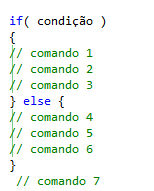 if( condição )
{
// comando 1
// comando 2
// comando 3
} else {
// comando 4
// comando 5
// comando 6
}
// comando 7